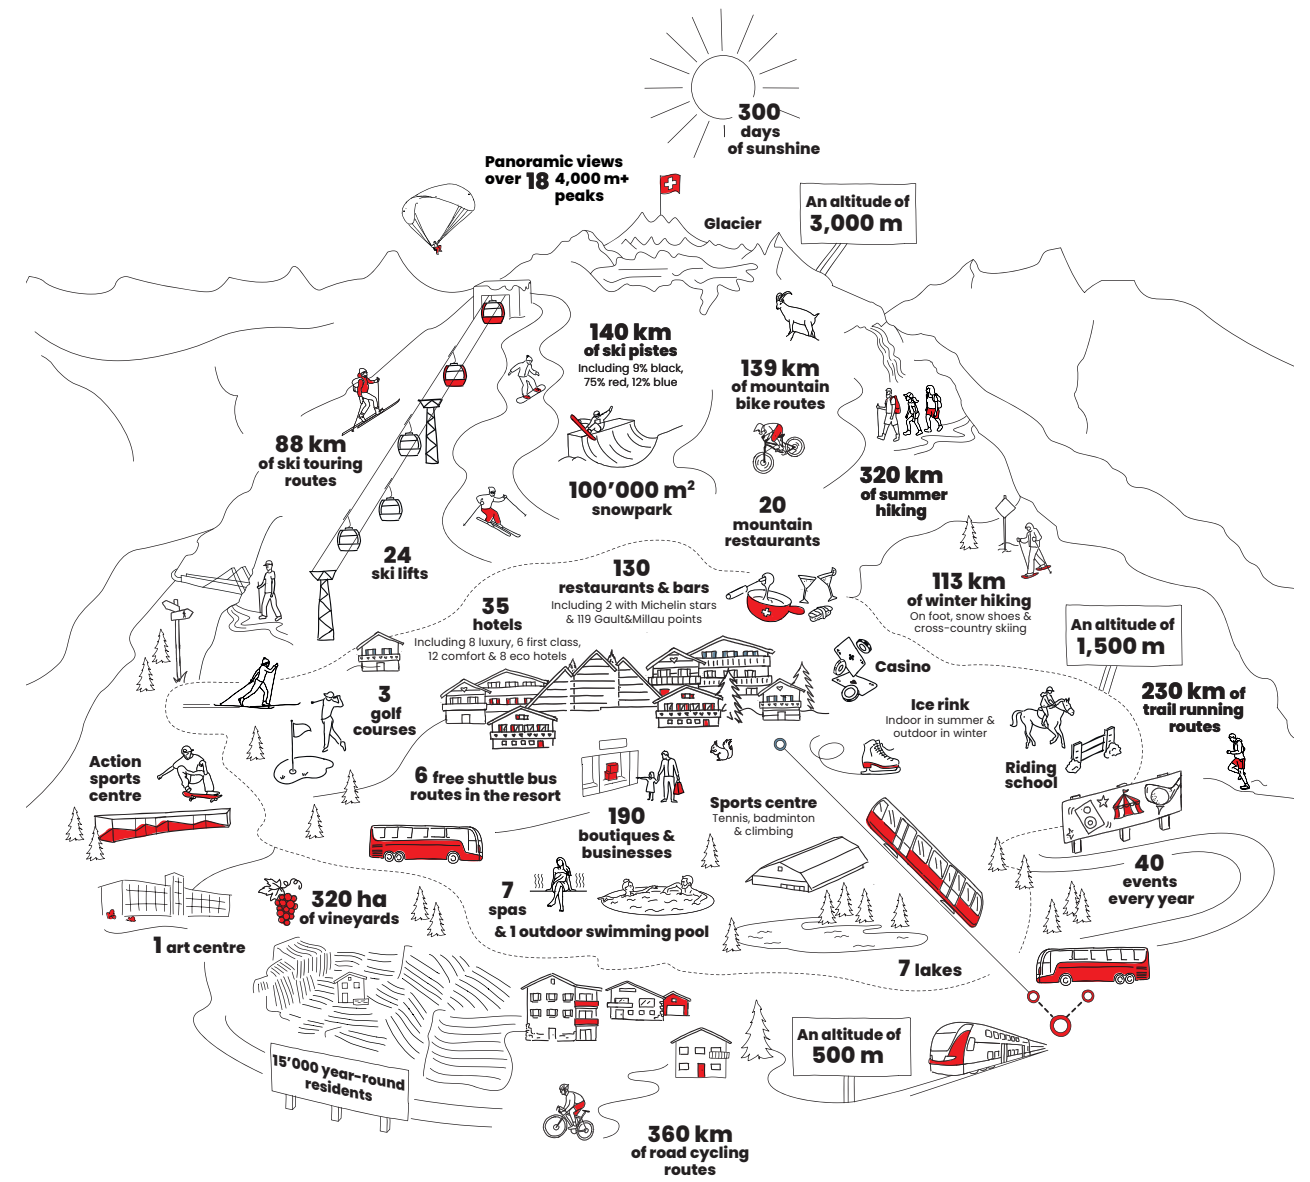 300
days
of sunshine
Panoramic views
over 18 4,000 m+
peaks
An altitude of
3,000 m
Glacier
140 km
of ski pistes
Including 9% black,
75% red, 12% blue
139 km
of mountain
bike routes
88 km
of ski touring
routes
320 km
of summer
hiking
100’000 m²
snowpark
20
mountain
restaurants
24
ski lifts
130
restaurants & bars
Including 2 with Michelin stars
& 119 Gault&Millau points
113 km
of winter hiking
On foot, snow shoes &
cross-country skiing
35
hotels
Including 8 luxury, 6 first class,
12 comfort & 8 eco hotels
An altitude of
1,500 m
Casino
3
golf
courses
Ice rink
Indoor in summer &
outdoor in winter
230 km of
trail running
routes
Action
sports
centre
6 free shuttle bus
routes in the resort
Riding
school
190
boutiques &
businesses
Sports centre
Tennis, badminton
& climbing
40
events
every year
320 ha
of vineyards
7
spas
& 1 outdoor swimming pool
1 art centre
7 lakes
An altitude of
500 m
15’000 year-round
residents
360 km
of road cycling
routes